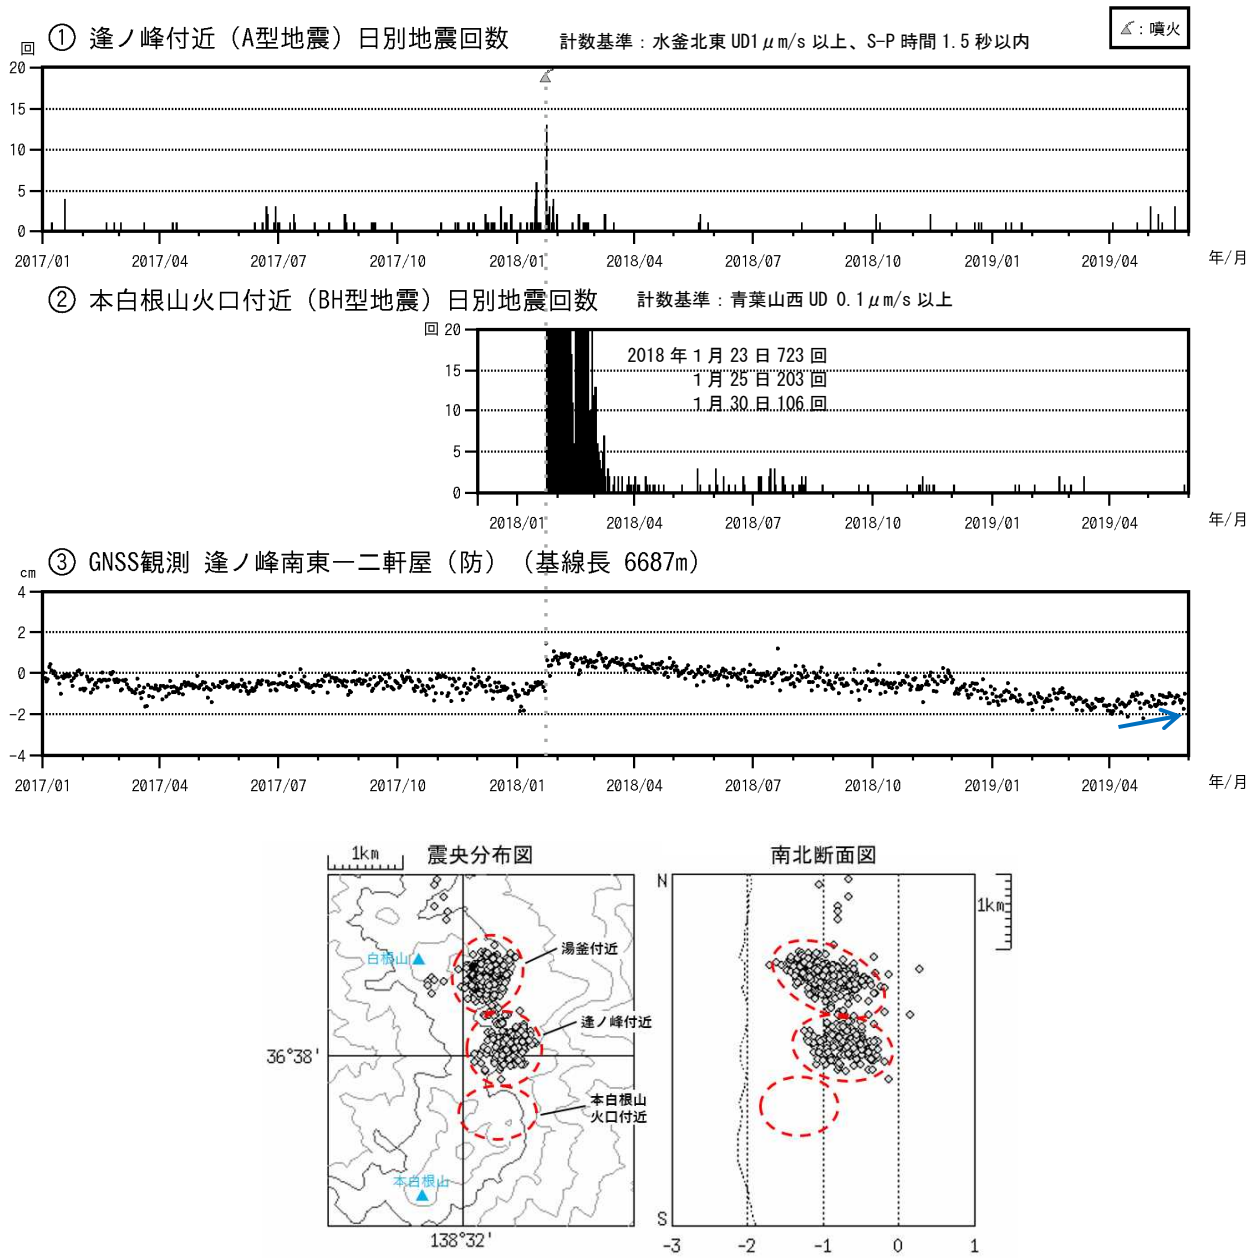 ① 逢ノ峰付近（A型地震）日別地震回数
計数基準：水釜北東 UD1μm/s 以上、S-P 時間 1.5 秒以内
：噴火
回
20
15
10
5
0
2017/01 2017/04 2017/07 2017/10 2018/01 2018/04 2018/07 2018/10 2019/01 2019/04 年/月
② 本白根山火口付近（BH型地震）日別地震回数
計数基準：青葉山西 UD 0.1μm/s 以上
回 20
15
10
5
0
2018 年 1 月 23 日 723 回
1 月 25 日 203 回
1 月 30 日 106 回
2018/01 2018/04 2018/07 2018/10 2019/01 2019/04 年/月
③ GNSS観測 逢ノ峰南東－二軒屋（防）（基線長 6687m）
cm
4
2
0
-2
-4
2017/01 2017/04 2017/07 2017/10 2018/01 2018/04 2018/07 2018/10 2019/01 2019/04 年/月
1km
震央分布図
白根山
湯釜付近
逢ノ峰付近
36°38'
本白根山
火口付近
本白根山
138°32'
南北断面図
N
1km
S
-3 -2 -1 0 1